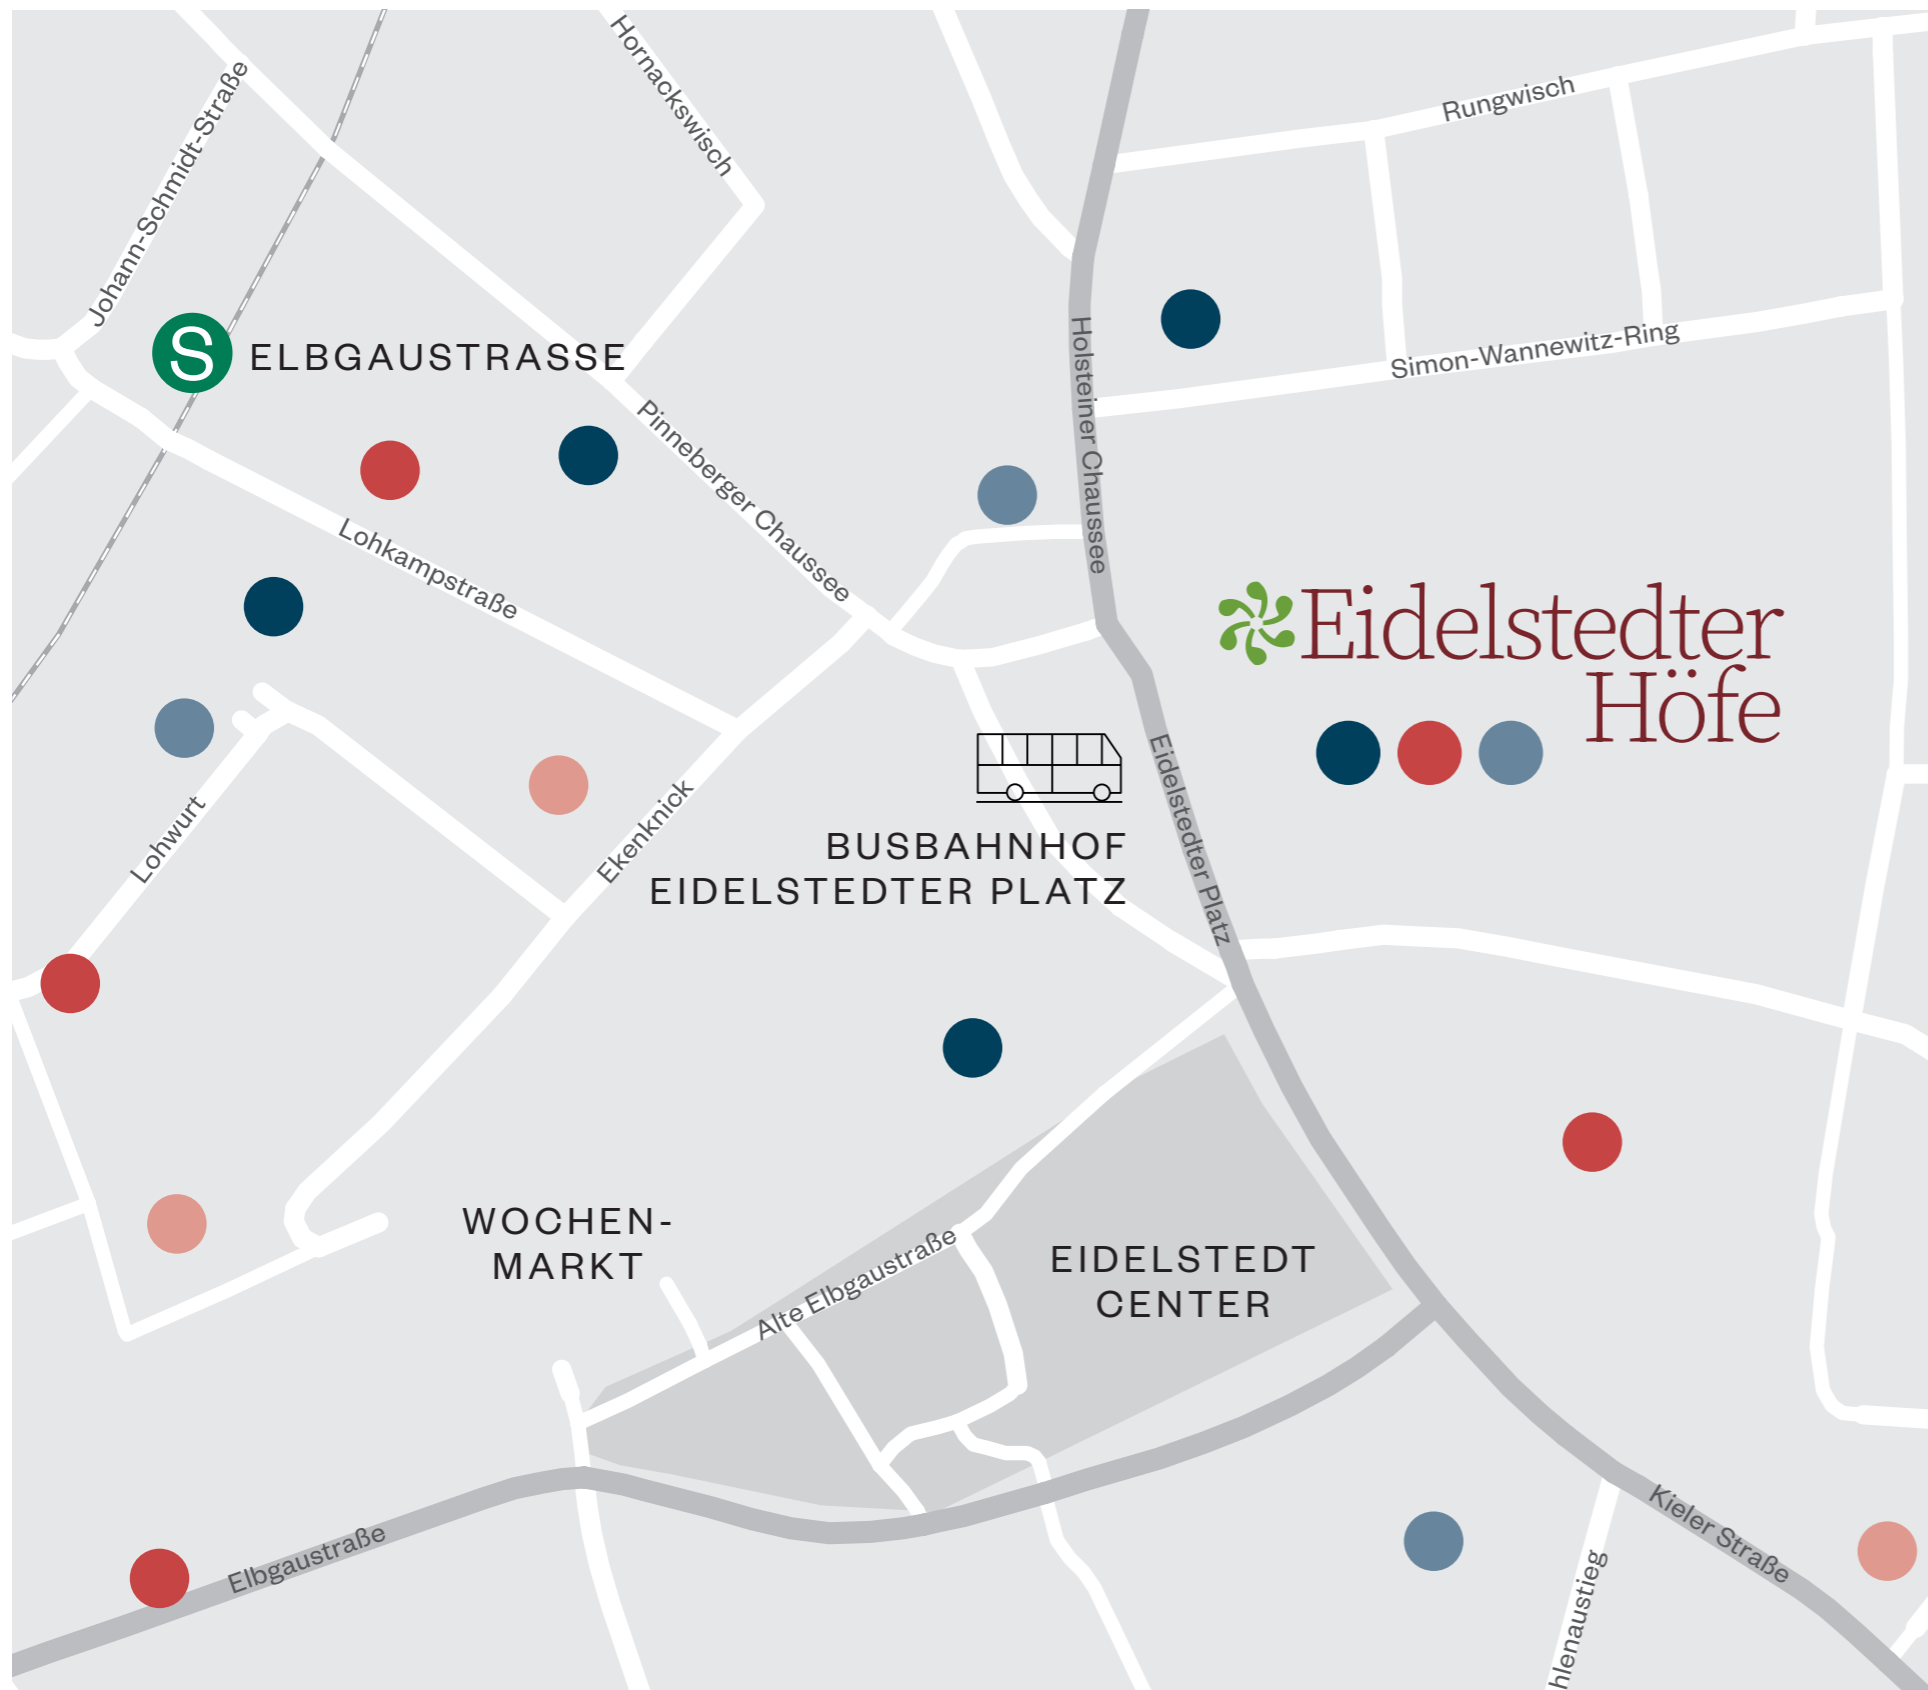 Hornackswisch
Johann-Schmidt-Straße
Rungwisch
S
ELBGAUSTRASSE
Simon-Wannewitz-Ring
Holsteiner Chaussee
Pinneberger Chaussee
Lohkampstraße
Eidelstedter
Höfe
Eidelstedter Platz
Lohwurt
Ekenknick
BUSBAHNHOF
EIDELSTEDTER PLATZ
WOCHEN-
MARKT
Alte Elbgaustraße
EIDELSTEDT
CENTER
Elbgaustraße
Kieler Straße
hlenaustieg